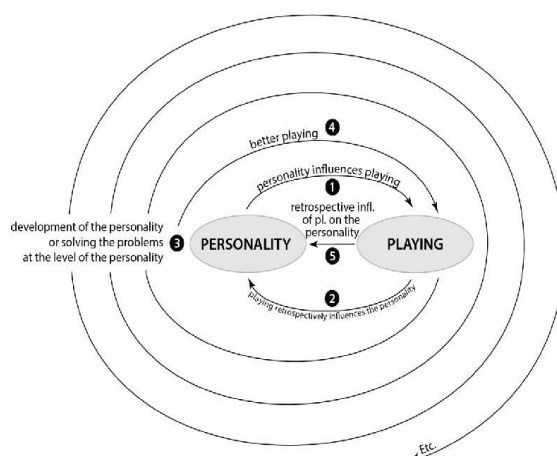 4
better playing
personality influences playing
1
retrospective infl.
of pl. on the
personality
development of the personality
or solving the problems
at the level of the personality
3
PERSONALITY
PLAYING
5
2
playing retrospectively influences the personality
Etc.